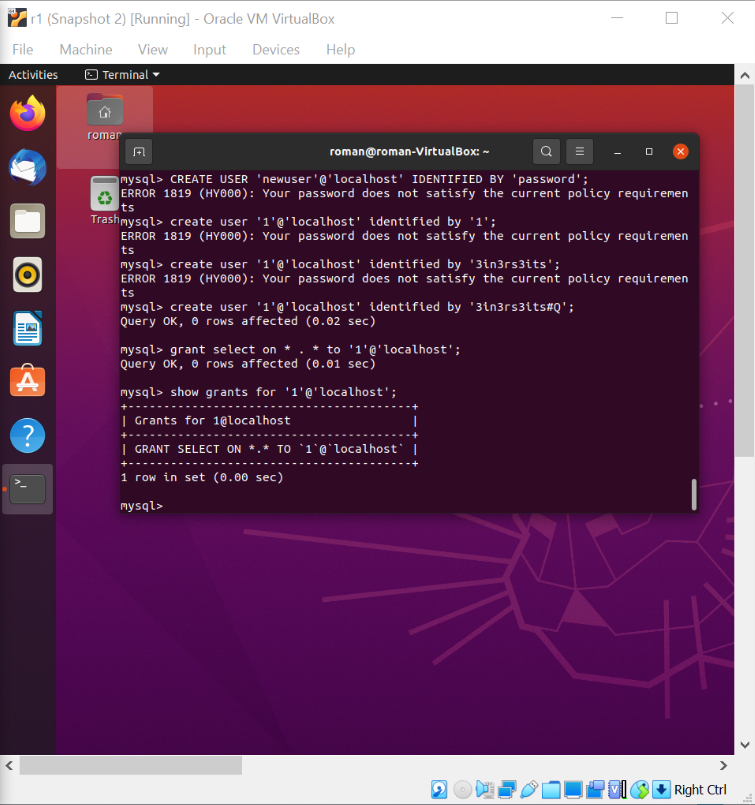 r1 (Snapshot 2) [Running] - Oracle VM VirtualBox
File Machine View Input Devices Help
Activities Terminal
roman
Trash
roman@roman-VirtualBox: ~
mysql> CREATE USER 'newuser'@'localhost' IDENTIFIED BY 'password';
ERROR 1819 (HY000): Your password does not satisfy the current policy requiremen
ts
mysql> create user '1'@'localhost' identified by '1';
ERROR 1819 (HY000): Your password does not satisfy the current policy requiremen
ts
mysql> create user '1'@'localhost' identified by '3in3rs3its';
ERROR 1819 (HY000): Your password does not satisfy the current policy requiremen
ts
mysql> create user '1'@'localhost' identified by '3in3rs3its#Q';
Query OK, 0 rows affected (0.02 sec)
mysql> grant select on * . * to '1'@'localhost';
Query OK, 0 rows affected (0.01 sec)
mysql> show grants for '1'@'localhost';
+----------------------------------------+
| Grants for 1@localhost                 |
+----------------------------------------+
| GRANT SELECT ON *.* TO `1`@`localhost` |
+----------------------------------------+
1 row in set (0.00 sec)
mysql>
Right Ctrl